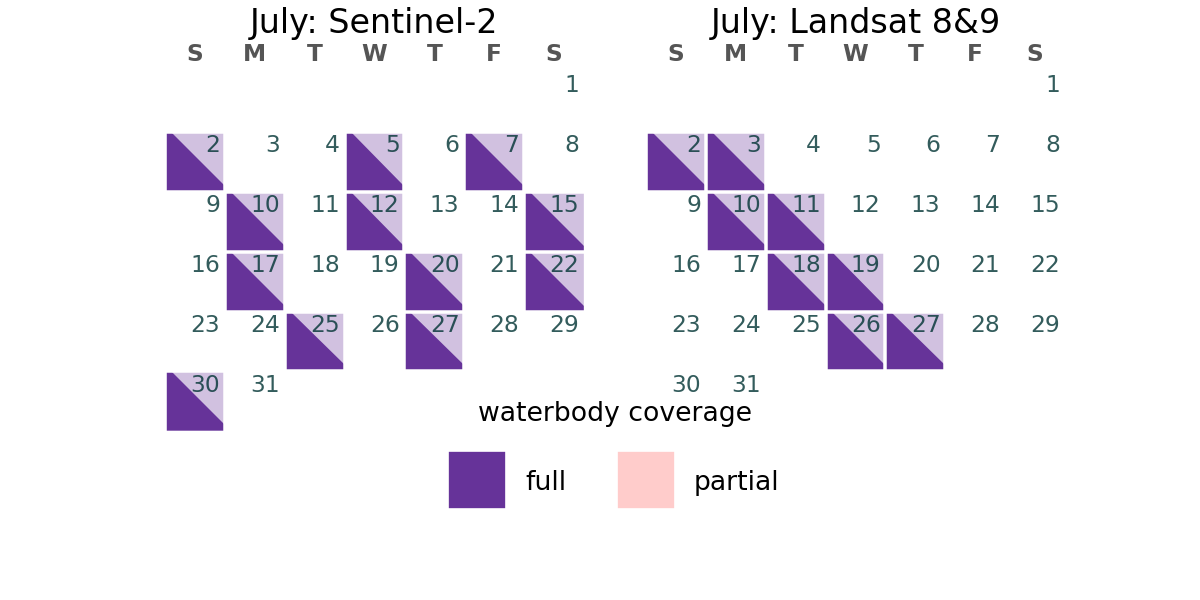 July: Sentinel-2
S M T W T F S
1
2 3 4 5 6 7 8
9 10 11 12 13 14 15
16 17 18 19 20 21 22
23 24 25 26 27 28 29
30 31
July: Landsat 8&9
S M T W T F S
1
2 3 4 5 6 7 8
9 10 11 12 13 14 15
16 17 18 19 20 21 22
23 24 25 26 27 28 29
30 31
waterbody coverage
full partial